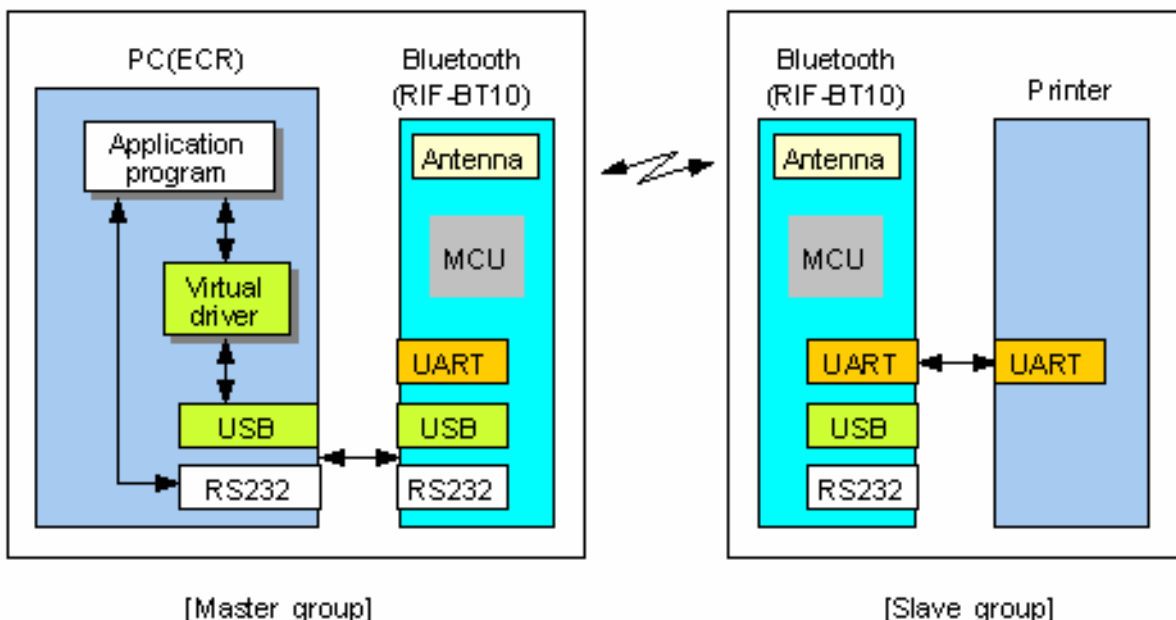 PC(ECR)
Application
program
Virtual
driver
USB
RS232
Bluetooth
(RIF-BT10)
Antenna
MCU
UART
USB
RS232
[Master group]
Bluetooth
(RIF-BT10)
Antenna
MCU
UART
USB
RS232
Printer
UART
[Slave group]